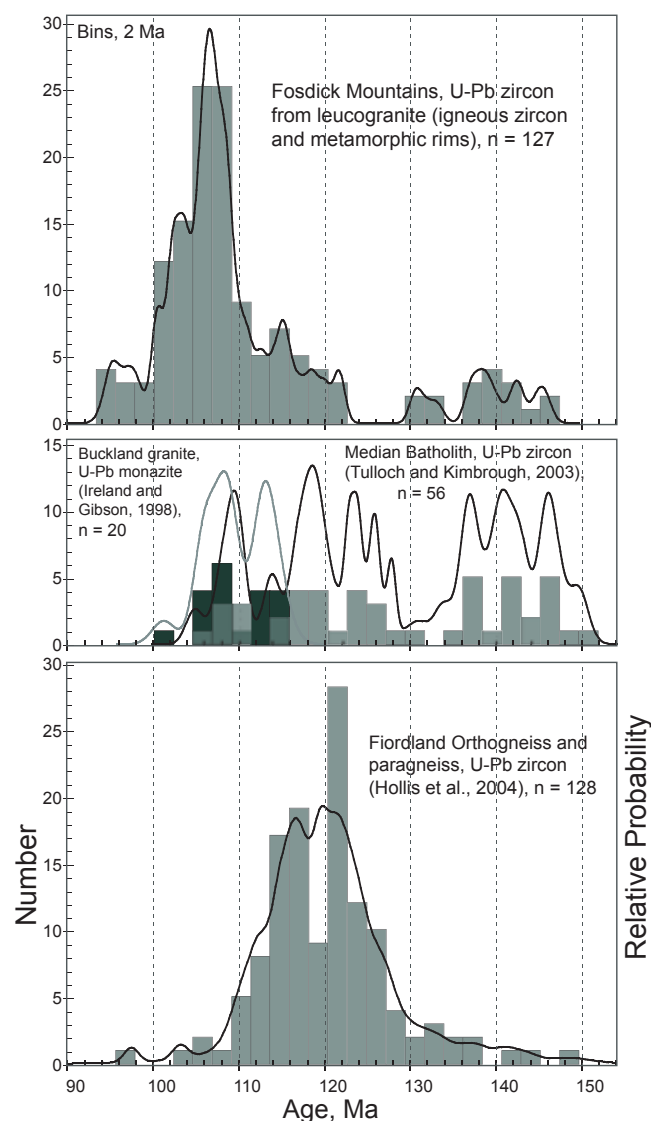 30
25
20
15
10
5
0
Bins, 2 Ma
Fosdick Mountains, U-Pb zircon
from leucogranite (igneous zircon
and metamorphic rims), n = 127
15
10
5
0
Buckland granite,
U-Pb monazite
(Ireland and
Gibson, 1998),
n = 20
Median Batholith, U-Pb zircon
(Tulloch and Kimbrough, 2003),
n = 56
30
25
20
15
10
5
0
Fiordland Orthogneiss and
paragneiss, U-Pb zircon
(Hollis et al., 2004), n = 128
Number
Relative Probability
90 100 110 120 130 140 150
Age, Ma